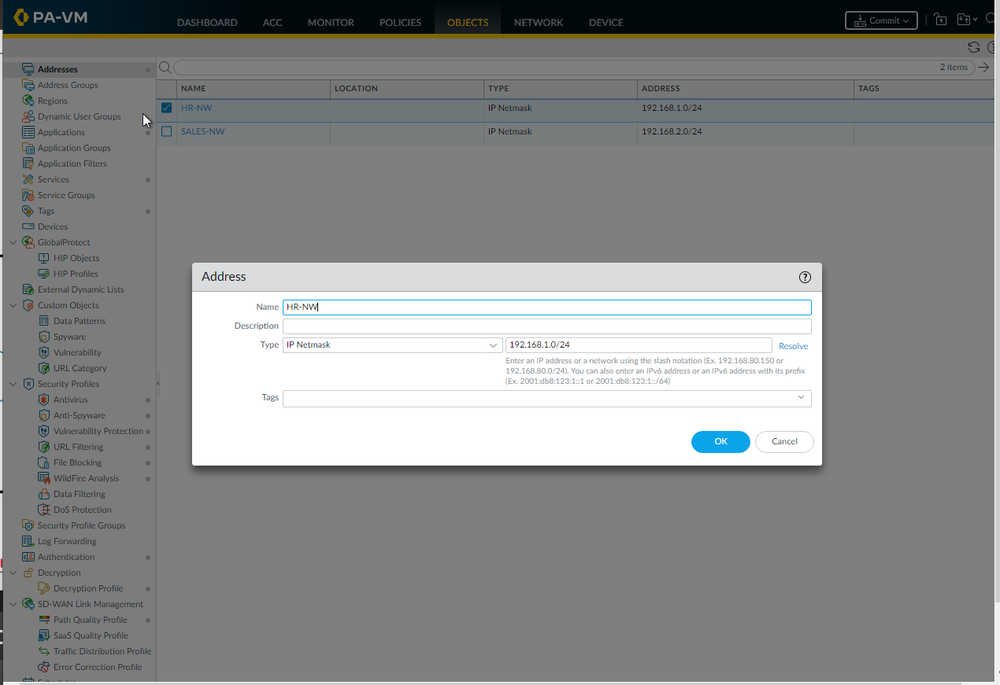 PA-VM
DASHBOARD ACC MONITOR POLICIES OBJECTS NETWORK DEVICE Commit
Addresses
Address Groups
Regions
Dynamic User Groups
Applications
Application Groups
Application Filters
Services
Service Groups
Tags
Devices
GlobalProtect
HIP Objects
HIP Profiles
External Dynamic Lists
Custom Objects
Data Patterns
Spyware
Vulnerability
URL Category
Security Profiles
Antivirus
Anti-Spyware
Vulnerability Protection
URL Filtering
File Blocking
WildFire Analysis
Data Filtering
DoS Protection
Security Profile Groups
Log Forwarding
Authentication
Decryption
Decryption Profile
SD-WAN Link Management
Path Quality Profile
SaaS Quality Profile
Traffic Distribution Profile
Error Correction Profile
2 items
NAME LOCATION TYPE ADDRESS TAGS
HR-NW IP Netmask 192.168.1.0/24
SALES-NW IP Netmask 192.168.2.0/24
Address ?
Name HR-NW
Description
Type IP Netmask 192.168.1.0/24 Resolve
Enter an IP address or a network using the slash notation (Ex. 192.168.80.150 or
192.168.80.0/24). You can also enter an IPv6 address or an IPv6 address with its prefix
(Ex. 2001:db8:123:1::1 or 2001:db8:123:1::/64)
Tags
OK Cancel